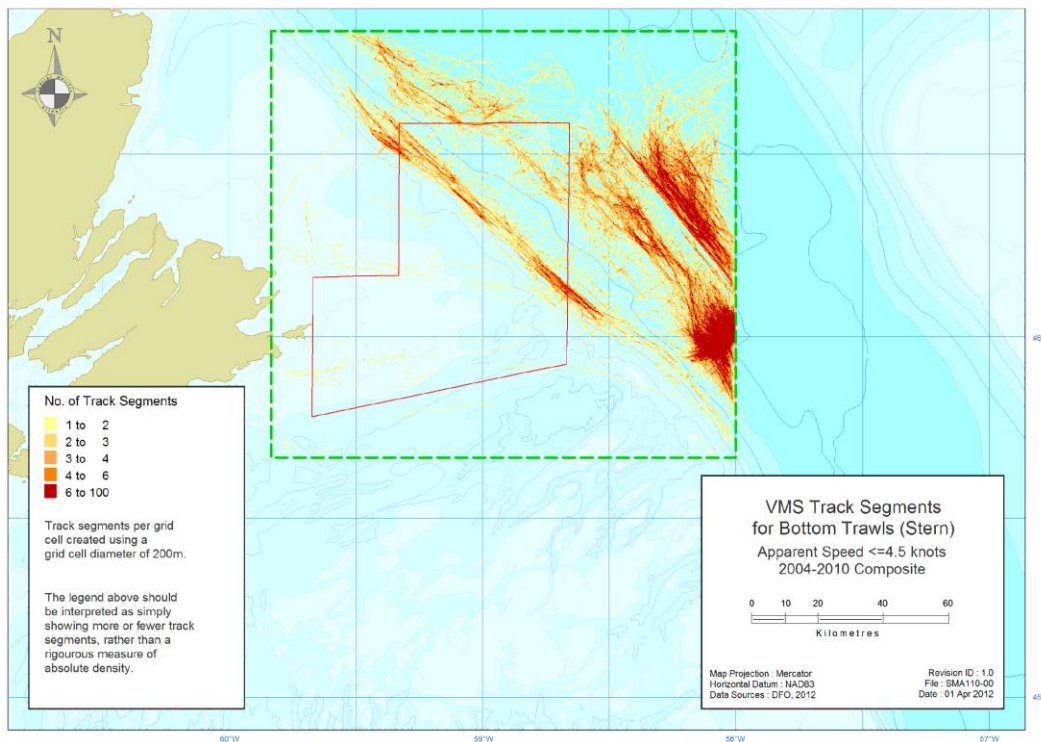 N
No. of Track Segments
1 to 2
2 to 3
3 to 4
4 to 6
6 to 100
Track segments per grid
cell created using a
grid cell diameter of 200m.
The legend above should
be interpreted as simply
showing more or fewer track
segments, rather than a
rigourous measure of
absolute density.
VMS Track Segments
for Bottom Trawls (Stern)
Apparent Speed <=4.5 knots
2004-2010 Composite
0 10 20 40 60
Kilometres
Map Projection : Mercator
Horizontal Datum : NAD83
Data Sources : DFO, 2012
Revision ID : 1.0
File : SMA110-00
Date : 01 Apr 2012
46
45
60°W
59°W
58°W
57°W